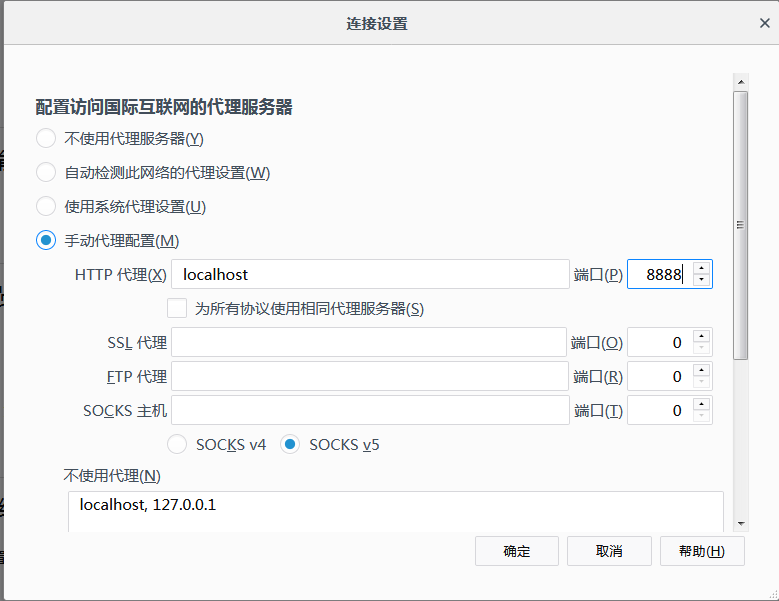 连接设置
配置访问国际互联网的代理服务器
不使用代理服务器(Y)
自动检测此网络的代理设置(W)
使用系统代理设置(U)
手动代理配置(M)
HTTP 代理(X) localhost 端口(P) 8888
为所有协议使用相同代理服务器(S)
SSL 代理 端口(O) 0
FTP 代理 端口(R) 0
SOCKS 主机 端口(T) 0
SOCKS v4 SOCKS v5
不使用代理(N)
localhost, 127.0.0.1
确定 取消 帮助(H)